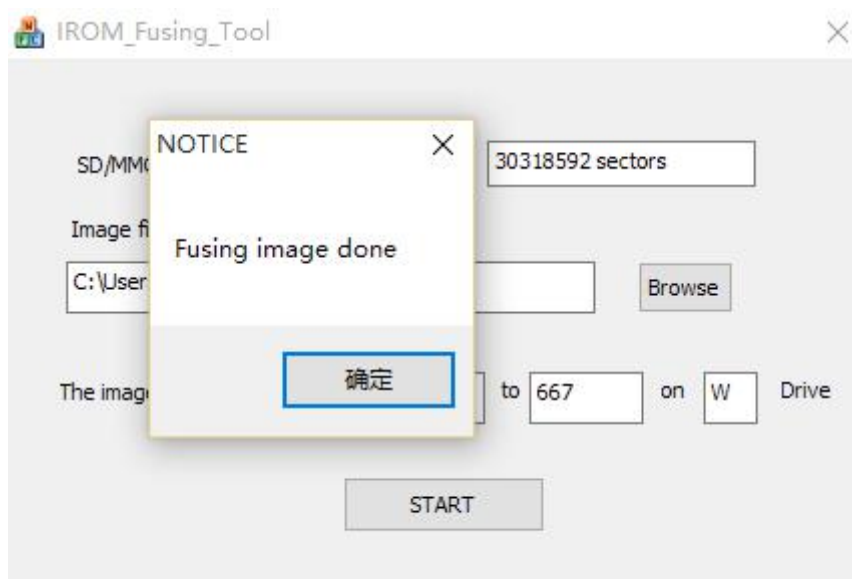 IROM_Fusing_Tool
NOTICE
SD/MM
30318592 sectors
Image fi
Fusing image done
C:\User
Browse
确定
The imag
to 667 on W Drive
START